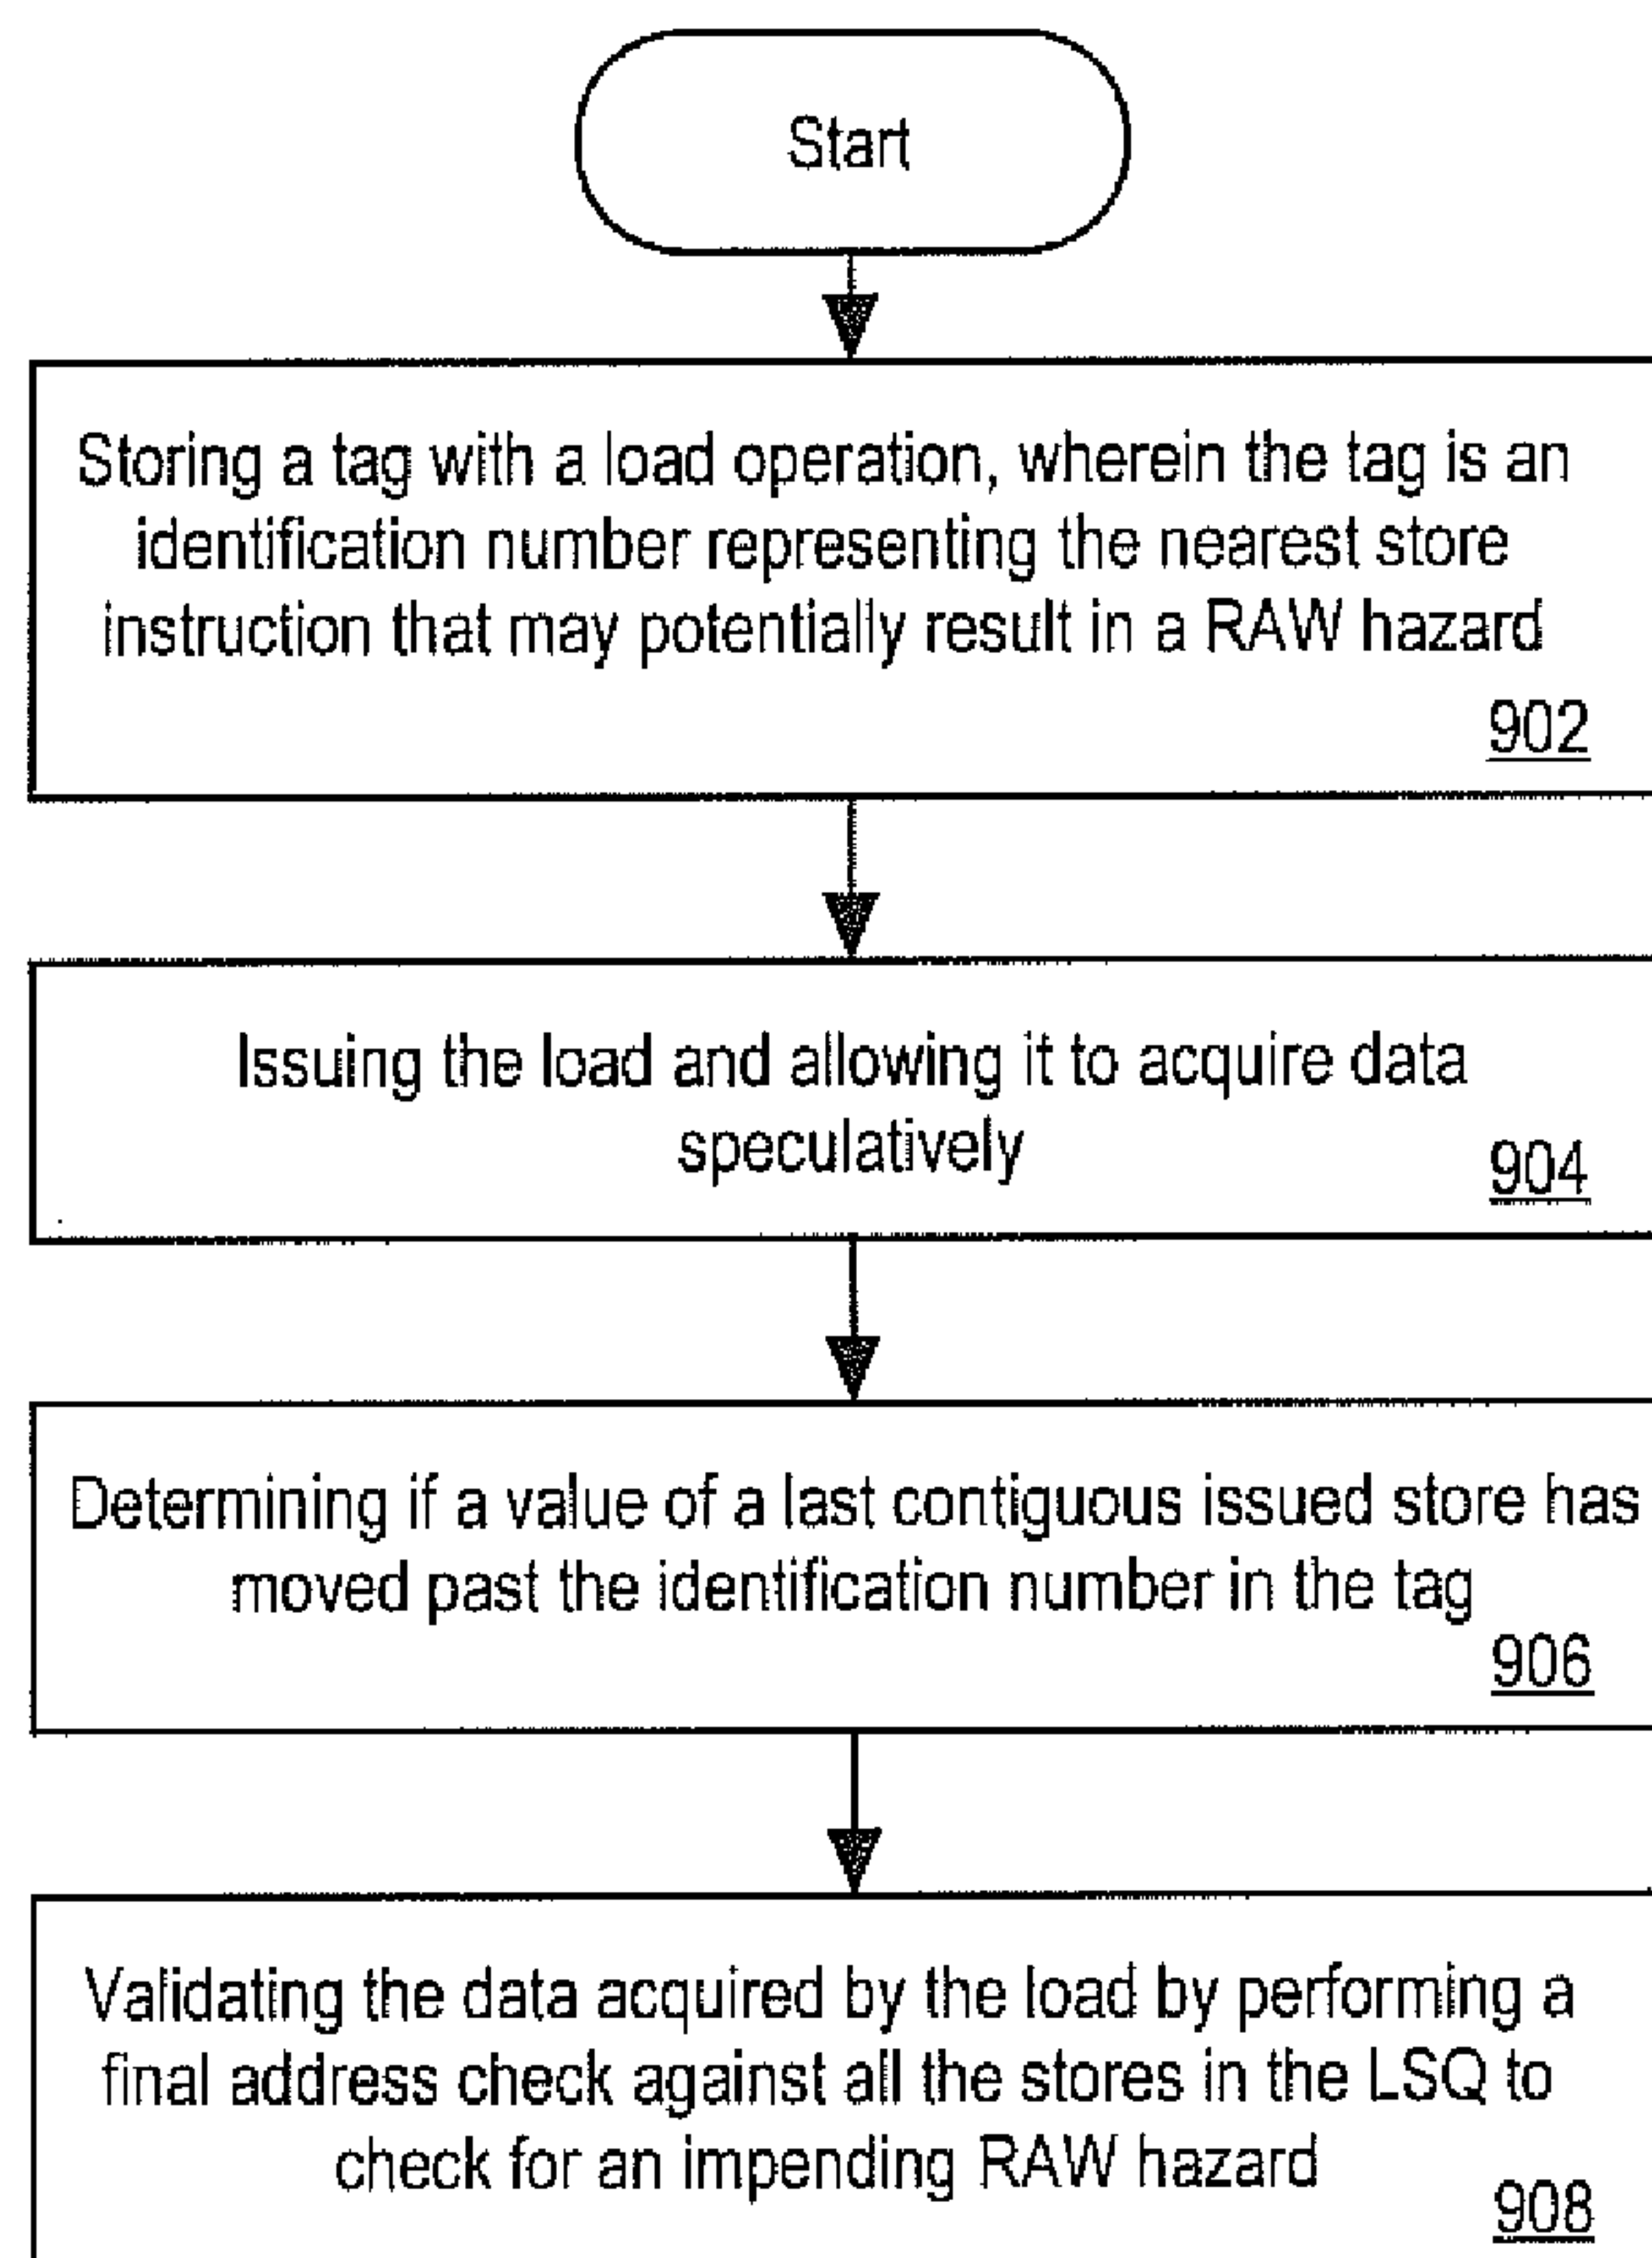 Start
Storing a tag with a load operation, wherein the tag is an
identification number representing the nearest store
instruction that may potentially result in a RAW hazard
902
Issuing the load and allowing it to acquire data
speculatively
904
Determining if a value of a last contiguous issued store has
moved past the identification number in the tag
906
Validating the data acquired by the load by performing a
final address check against all the stores in the LSQ to
check for an impending RAW hazard
908